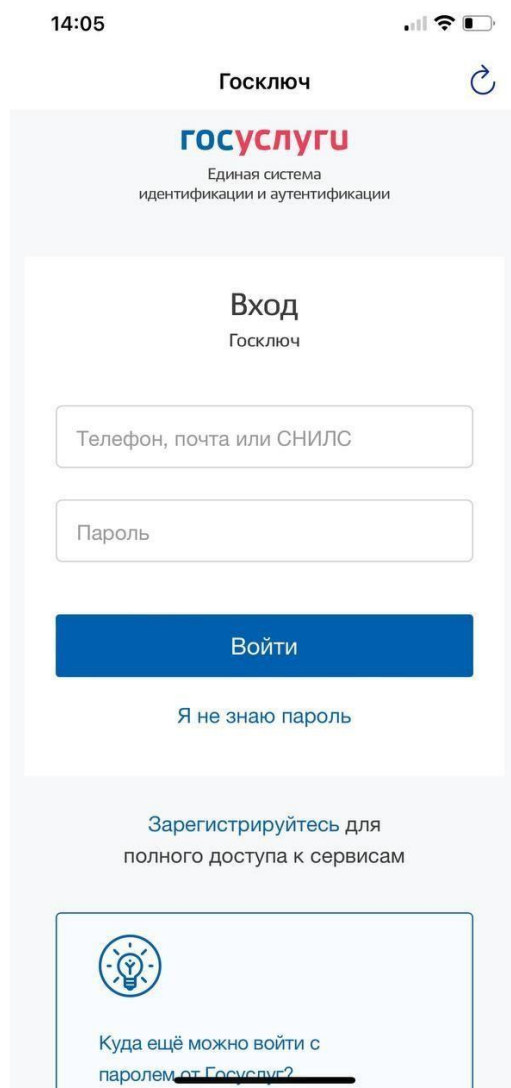 14:05
Госключ
госуслуги
Единая система
идентификации и аутентификации
Вход
Госключ
Телефон, почта или СНИЛС
Пароль
Войти
Я не знаю пароль
Зарегистрируйтесь для
полного доступа к сервисам
Куда ещё можно войти с
паролем от Госуслуг?